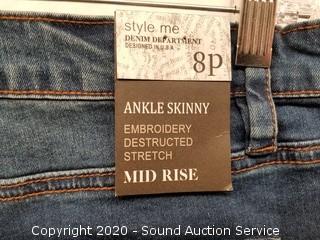 style me
DENIM DEPARTMENT
DESIGNED IN U.S.A
8P
ANKLE SKINNY
EMBROIDERY
DESTRUCTED
STRETCH
MID RISE
Copyright 2020 - Sound Auction Service